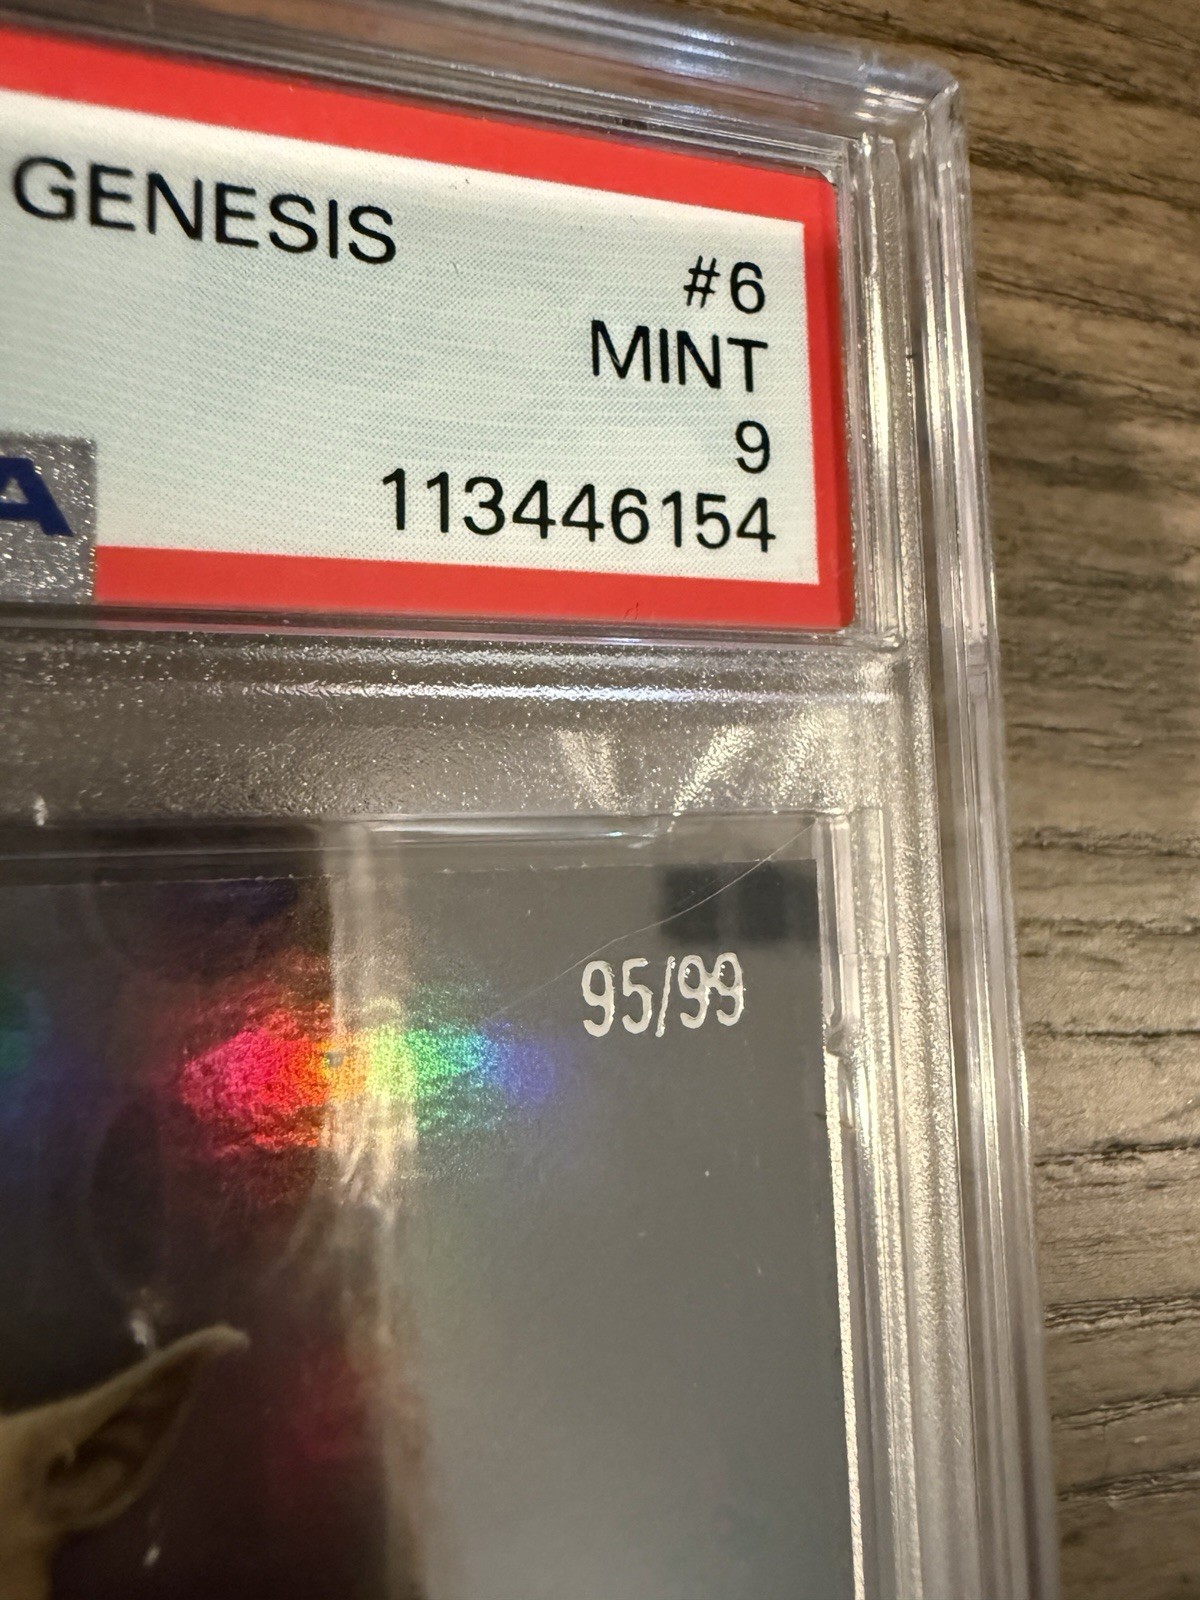 GENESIS
#6
MINT
9
A
113446154
95/99